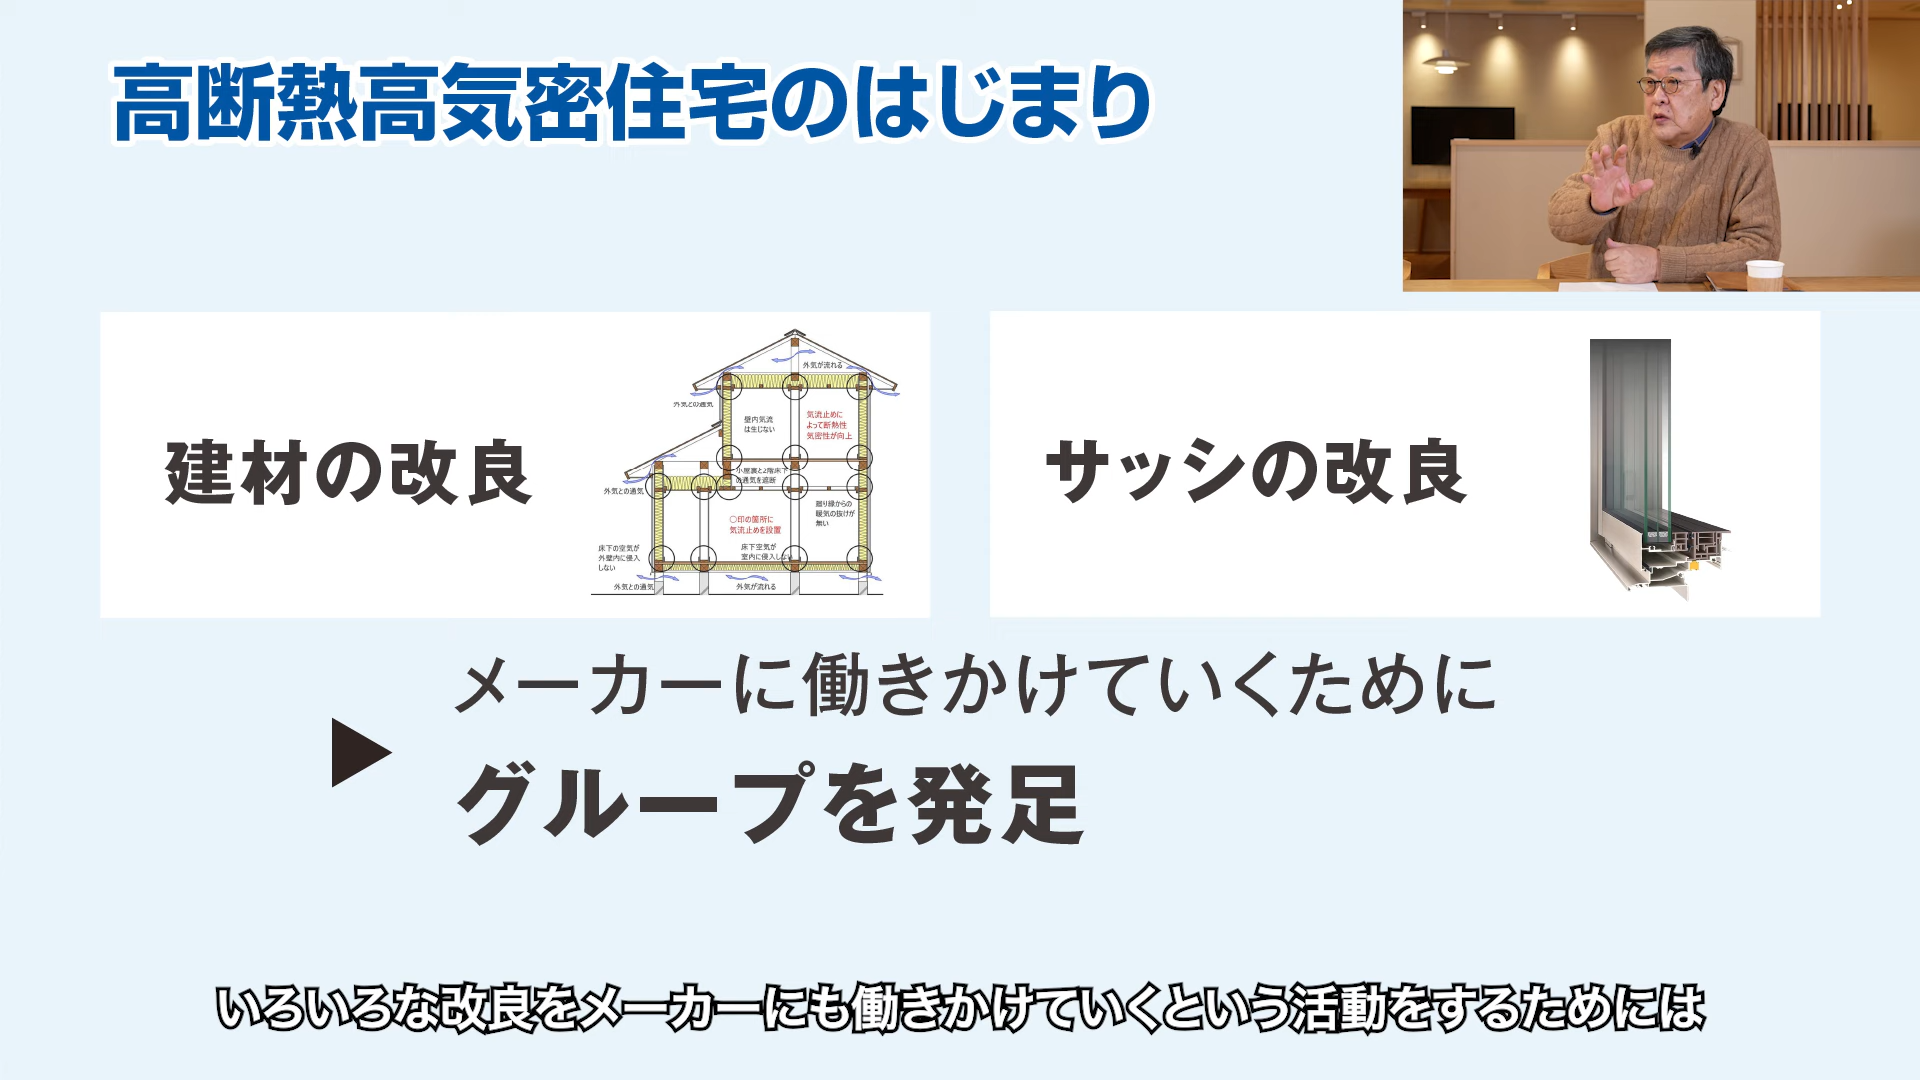 高断熱高気密住宅のはじまり
建材の改良
外気が流れる
外気との通気
壁内気流
は生じない
気流止めに
よって断熱性
気密性が向上
小屋裏と2階床下
の通気を遮断
外気との通気
廻り縁からの
暖気の抜けが
無い
〇印の箇所に
気流止めを設置
床下の空気が
外壁内に侵入
しない
床下空気が
室内に侵入しない
外気との通気
外気が流れる
サッシの改良
メーカーに働きかけていくために
グループを発足
いろいろな改良をメーカーにも働きかけていくという活動をするためには